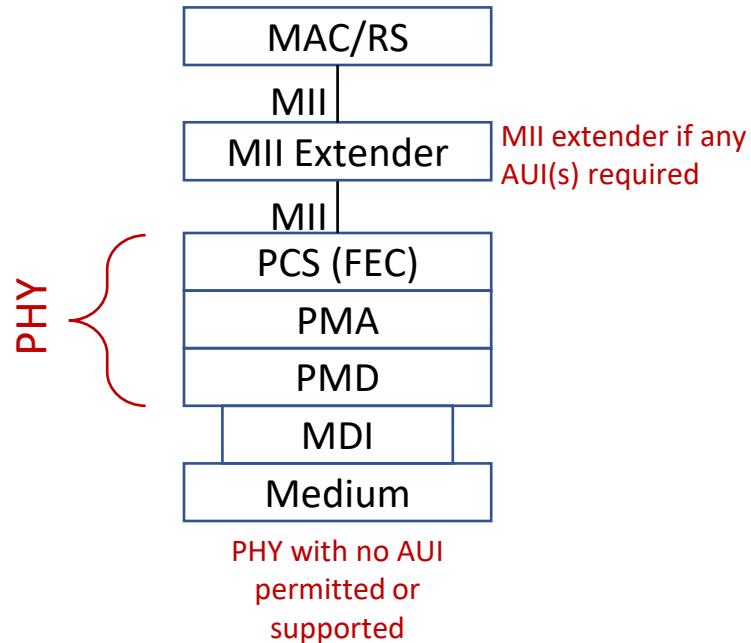 MAC/RS
MII
MII Extender
MII extender if any
AUI(s) required
MII
PCS (FEC)
PHY
PMA
PMD
MDI
Medium
PHY with no AUI
permitted or
supported